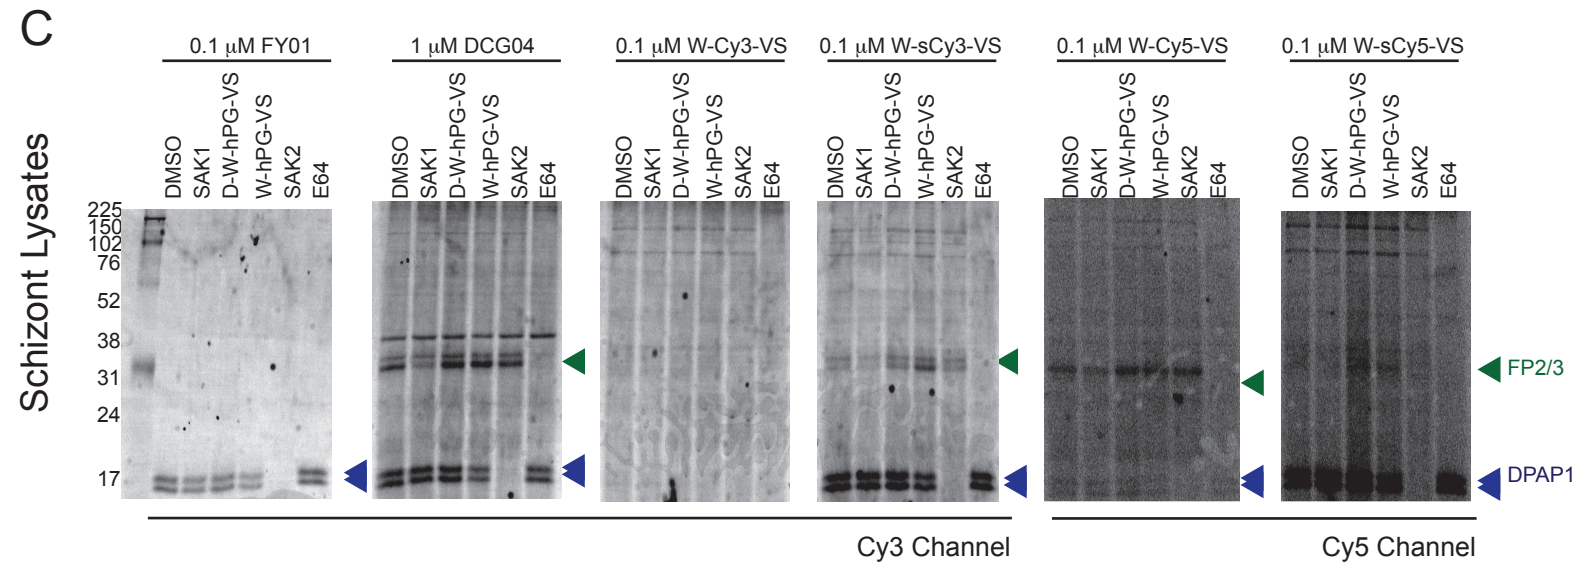 C
0.1 μM FY01
1 μM DCG04
0.1 μM W-Cy3-VS
0.1 μM W-sCy3-VS
0.1 μM W-Cy5-VS
0.1 μM W-sCy5-VS
DMSO
SAK1
D-W-hPG-VS
W-hPG-VS
SAK2
E64
DMSO
SAK1
D-W-hPG-VS
W-hPG-VS
SAK2
E64
DMSO
SAK1
D-W-hPG-VS
W-hPG-VS
SAK2
E64
DMSO
SAK1
D-W-hPG-VS
W-hPG-VS
SAK2
E64
DMSO
SAK1
D-W-hPG-VS
W-hPG-VS
SAK2
E64
DMSO
SAK1
D-W-hPG-VS
W-hPG-VS
SAK2
E64
Schizont Lysates
225
150
102
76
52
38
31
24
17
FP2/3
DPAP1
Cy3 Channel
Cy5 Channel